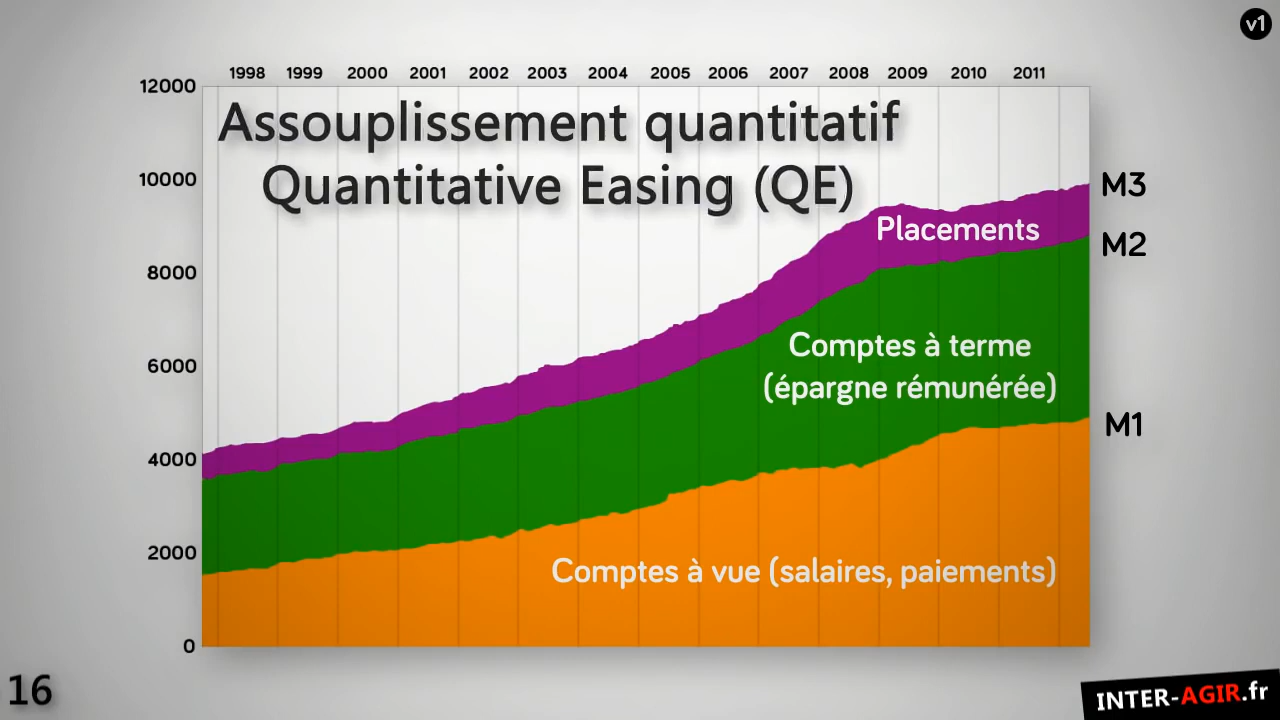 v1
1998 1999 2000 2001 2002 2003 2004 2005 2006 2007 2008 2009 2010 2011
12000
Assouplissement quantitatif
Quantitative Easing (QE)
10000
M3
Placements
M2
8000
6000
Comptes à terme
(épargne rémunérée)
M1
4000
2000
Comptes à vue (salaires, paiements)
0
16
INTER-AGIR.fr